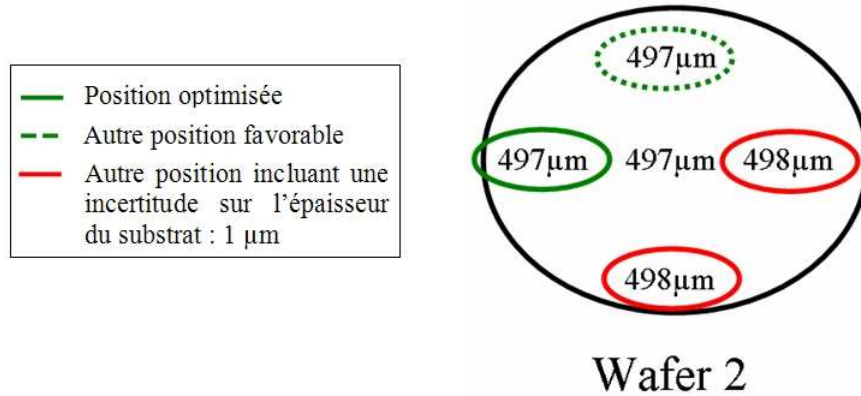 Position optimisée
Autre position favorable
Autre position incluant une
incertitude sur l'épaisseur
du substrat : 1 µm
497µm
497µm 497µm 498µm
498µm
Wafer 2